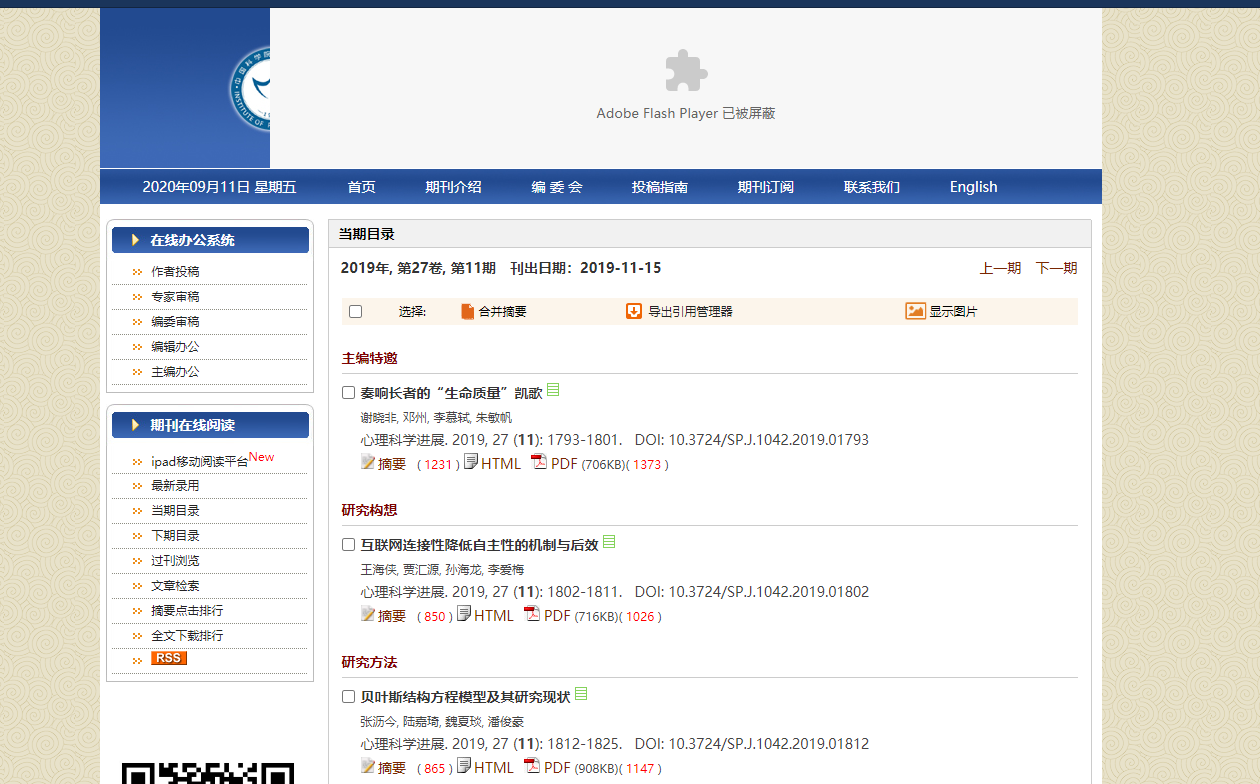 中国科学院
INSTITUTE OF
Adobe Flash Player 已被屏蔽
2020年09月11日 星期五 首页 期刊介绍 编 委 会 投稿指南 期刊订阅 联系我们 English
在线办公系统
作者投稿
专家审稿
编委审稿
编辑办公
主编办公
期刊在线阅读
ipad移动阅读平台New
最新录用
当期目录
下期目录
过刊浏览
文章检索
摘要点击排行
全文下载排行
RSS
当期目录
2019年, 第27卷, 第11期 刊出日期：2019-11-15 上一期 下一期
选择: 合并摘要 导出引用管理器 显示图片
主编特邀
奏响长者的“生命质量”凯歌
谢晓非, 邓州, 李慕轼, 朱敏帆
心理科学进展. 2019, 27 (11): 1793-1801. DOI: 10.3724/SP.J.1042.2019.01793
摘要 ( 1231 ) HTML PDF (706KB)( 1373 )
研究构想
互联网连接性降低自主性的机制与后效
王海侠, 贾汇源, 孙海龙, 李爱梅
心理科学进展. 2019, 27 (11): 1802-1811. DOI: 10.3724/SP.J.1042.2019.01802
摘要 ( 850 ) HTML PDF (716KB)( 1026 )
研究方法
贝叶斯结构方程模型及其研究现状
张沥今, 陆嘉琦, 魏夏琰, 潘俊豪
心理科学进展. 2019, 27 (11): 1812-1825. DOI: 10.3724/SP.J.1042.2019.01812
摘要 ( 865 ) HTML PDF (908KB)( 1147 )